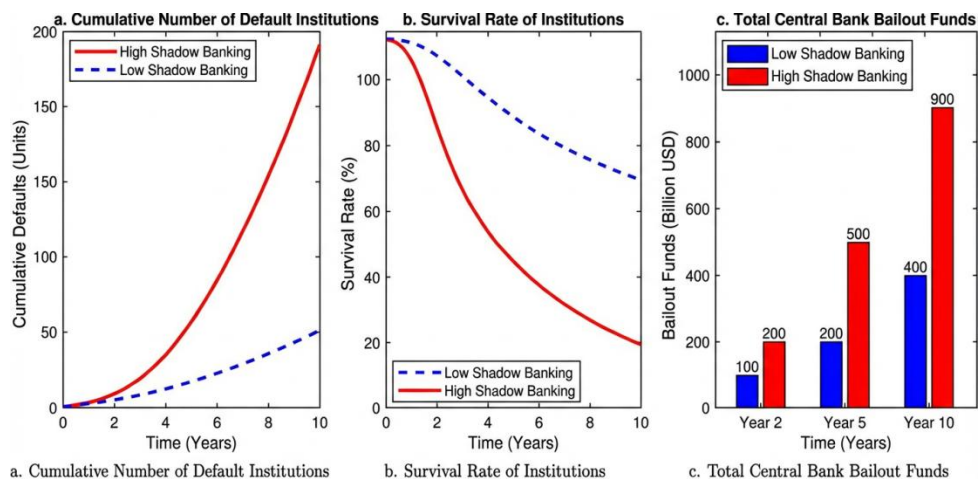 a. Cumulative Number of Default Institutions
Cumulative Defaults (Units)
200
150
100
50
0
High Shadow Banking
Low Shadow Banking
0 2 4 6 8 10
Time (Years)
b. Survival Rate of Institutions
Survival Rate (%)
100
80
60
40
20
0
Low Shadow Banking
High Shadow Banking
0 2 4 6 8 10
Time (Years)
c. Total Central Bank Bailout Funds
Bailout Funds (Billion USD)
1000
800
600
400
200
0
Low Shadow Banking
High Shadow Banking
100
200
200
500
400
900
Year 2 Year 5 Year 10
Time (Years)
a. Cumulative Number of Default Institutions
b. Survival Rate of Institutions
c. Total Central Bank Bailout Funds